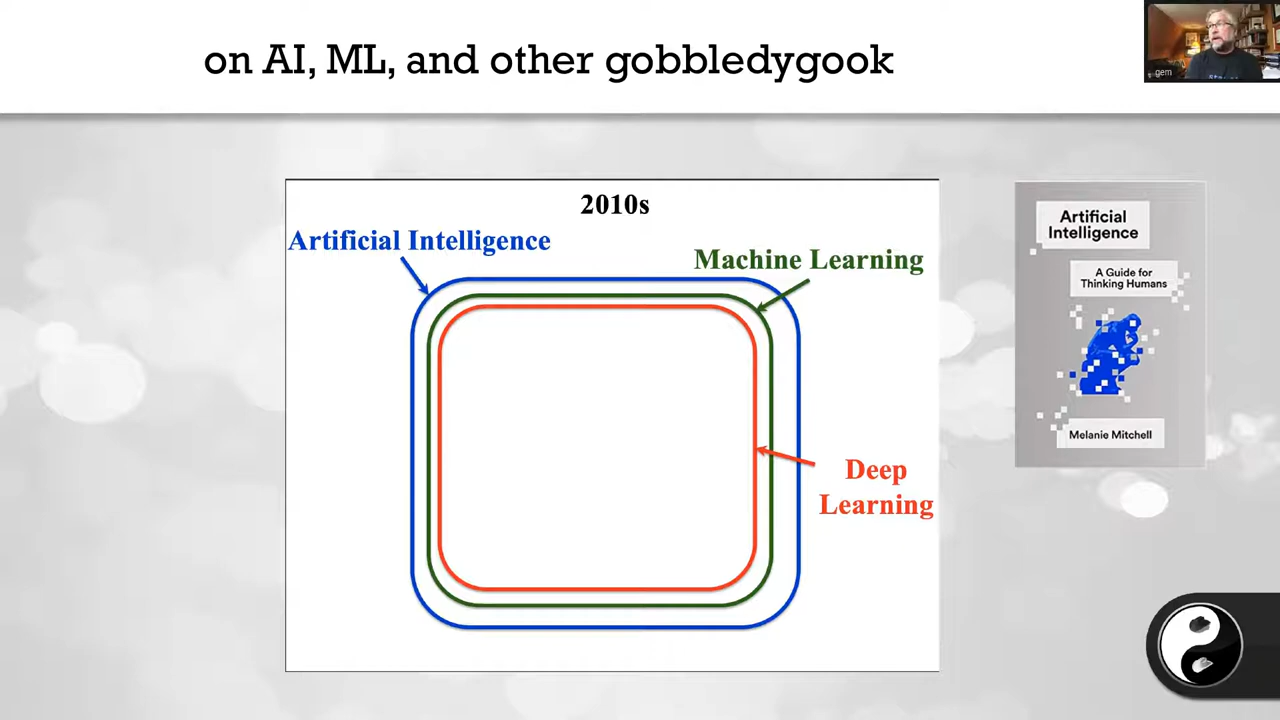 on AI, ML, and other gobbledygook
gem
2010s
Artificial Intelligence
Machine Learning
Deep
Learning
Artificial
Intelligence
A Guide for
Thinking Humans
Melanie Mitchell